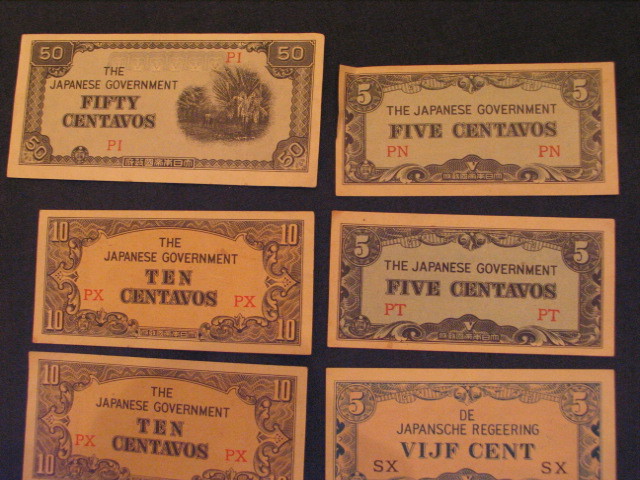 50 PI 50
THE
JAPANESE GOVERNMENT
FIFTY
CENTAVOS
PI
50 50
5 5
THE JAPANESE GOVERNMENT
FIVE CENTAVOS
PN PN
10 10
THE
JAPANESE GOVERNMENT
TEN
CENTAVOS
PX PX
10 10
5 5
THE JAPANESE GOVERNMENT
FIVE CENTAVOS
PT PT
10 10
THE
JAPANESE GOVERNMENT
TEN
CENTAVOS
PX PX
10 10
5 5
DE
JAPANSCHE REGEERING
VIJF CENT
SX SX